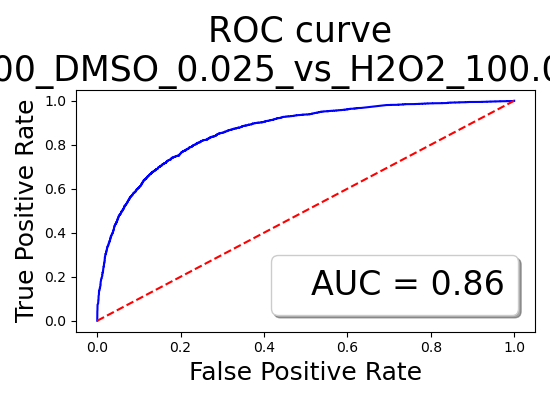 ROC curve
00_DMSO_0.025_vs_H2O2_100.0
True Positive Rate
1.0
0.8
0.6
0.4
0.2
0.0
AUC = 0.86
0.0 0.2 0.4 0.6 0.8 1.0
False Positive Rate